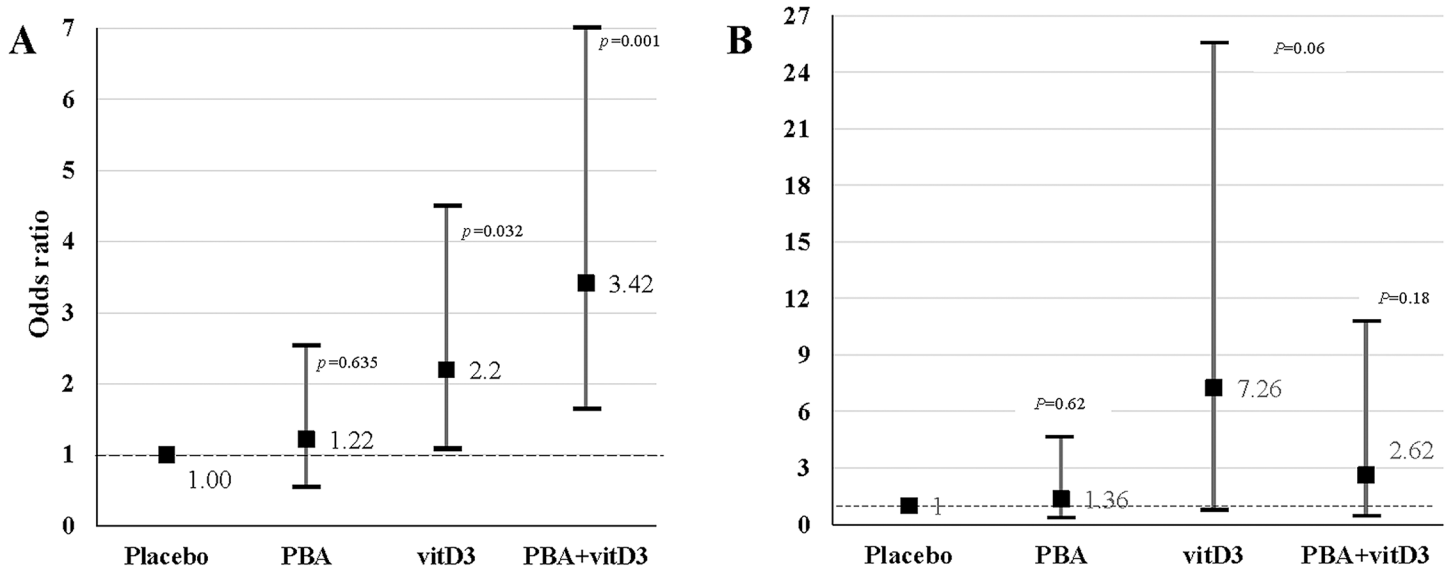 A
Odds ratio
7
6
5
4
3
2
1
0
p=0.001
p=0.032
p=0.635
3.42
2.2
1.22
1.00
Placebo PBA vitD3 PBA+vitD3
B
27
24
21
18
15
12
9
6
3
0
P=0.06
P=0.18
P=0.62
7.26
2.62
1.36
1
Placebo PBA vitD3 PBA+vitD3